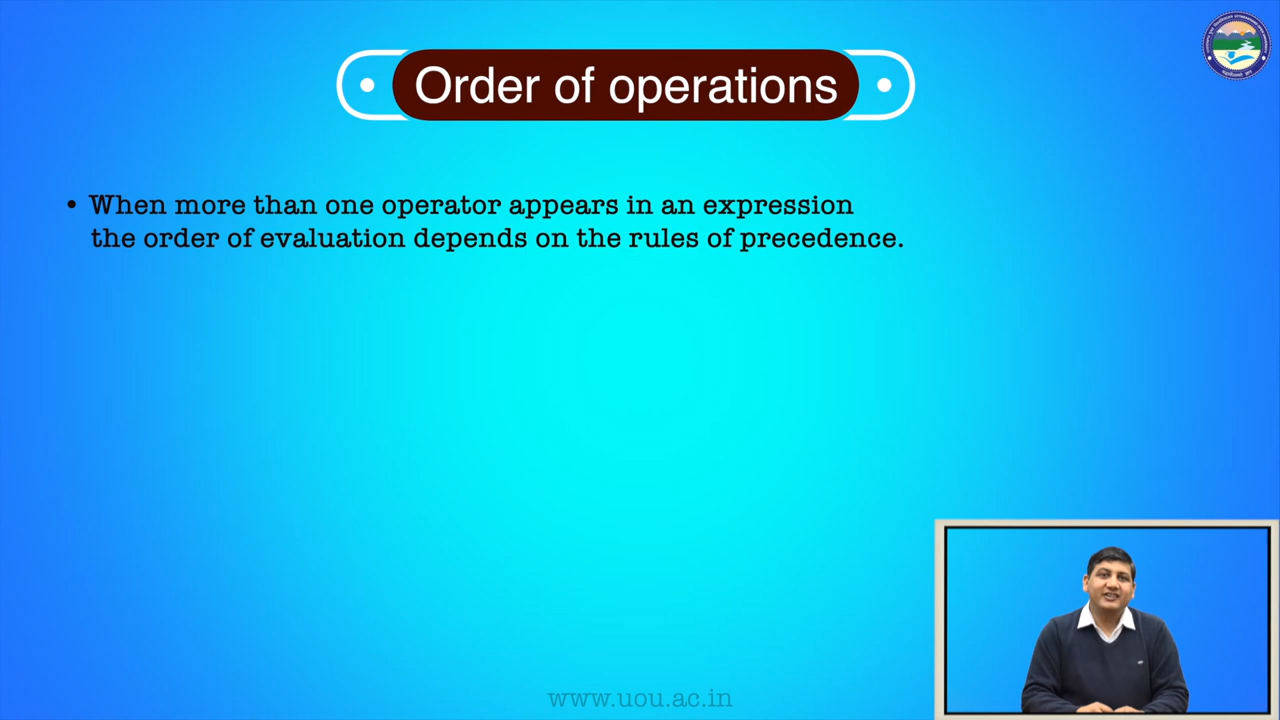 Order of operations
• When more than one operator appears in an expression
the order of evaluation depends on the rules of precedence.
www.uou.ac.in